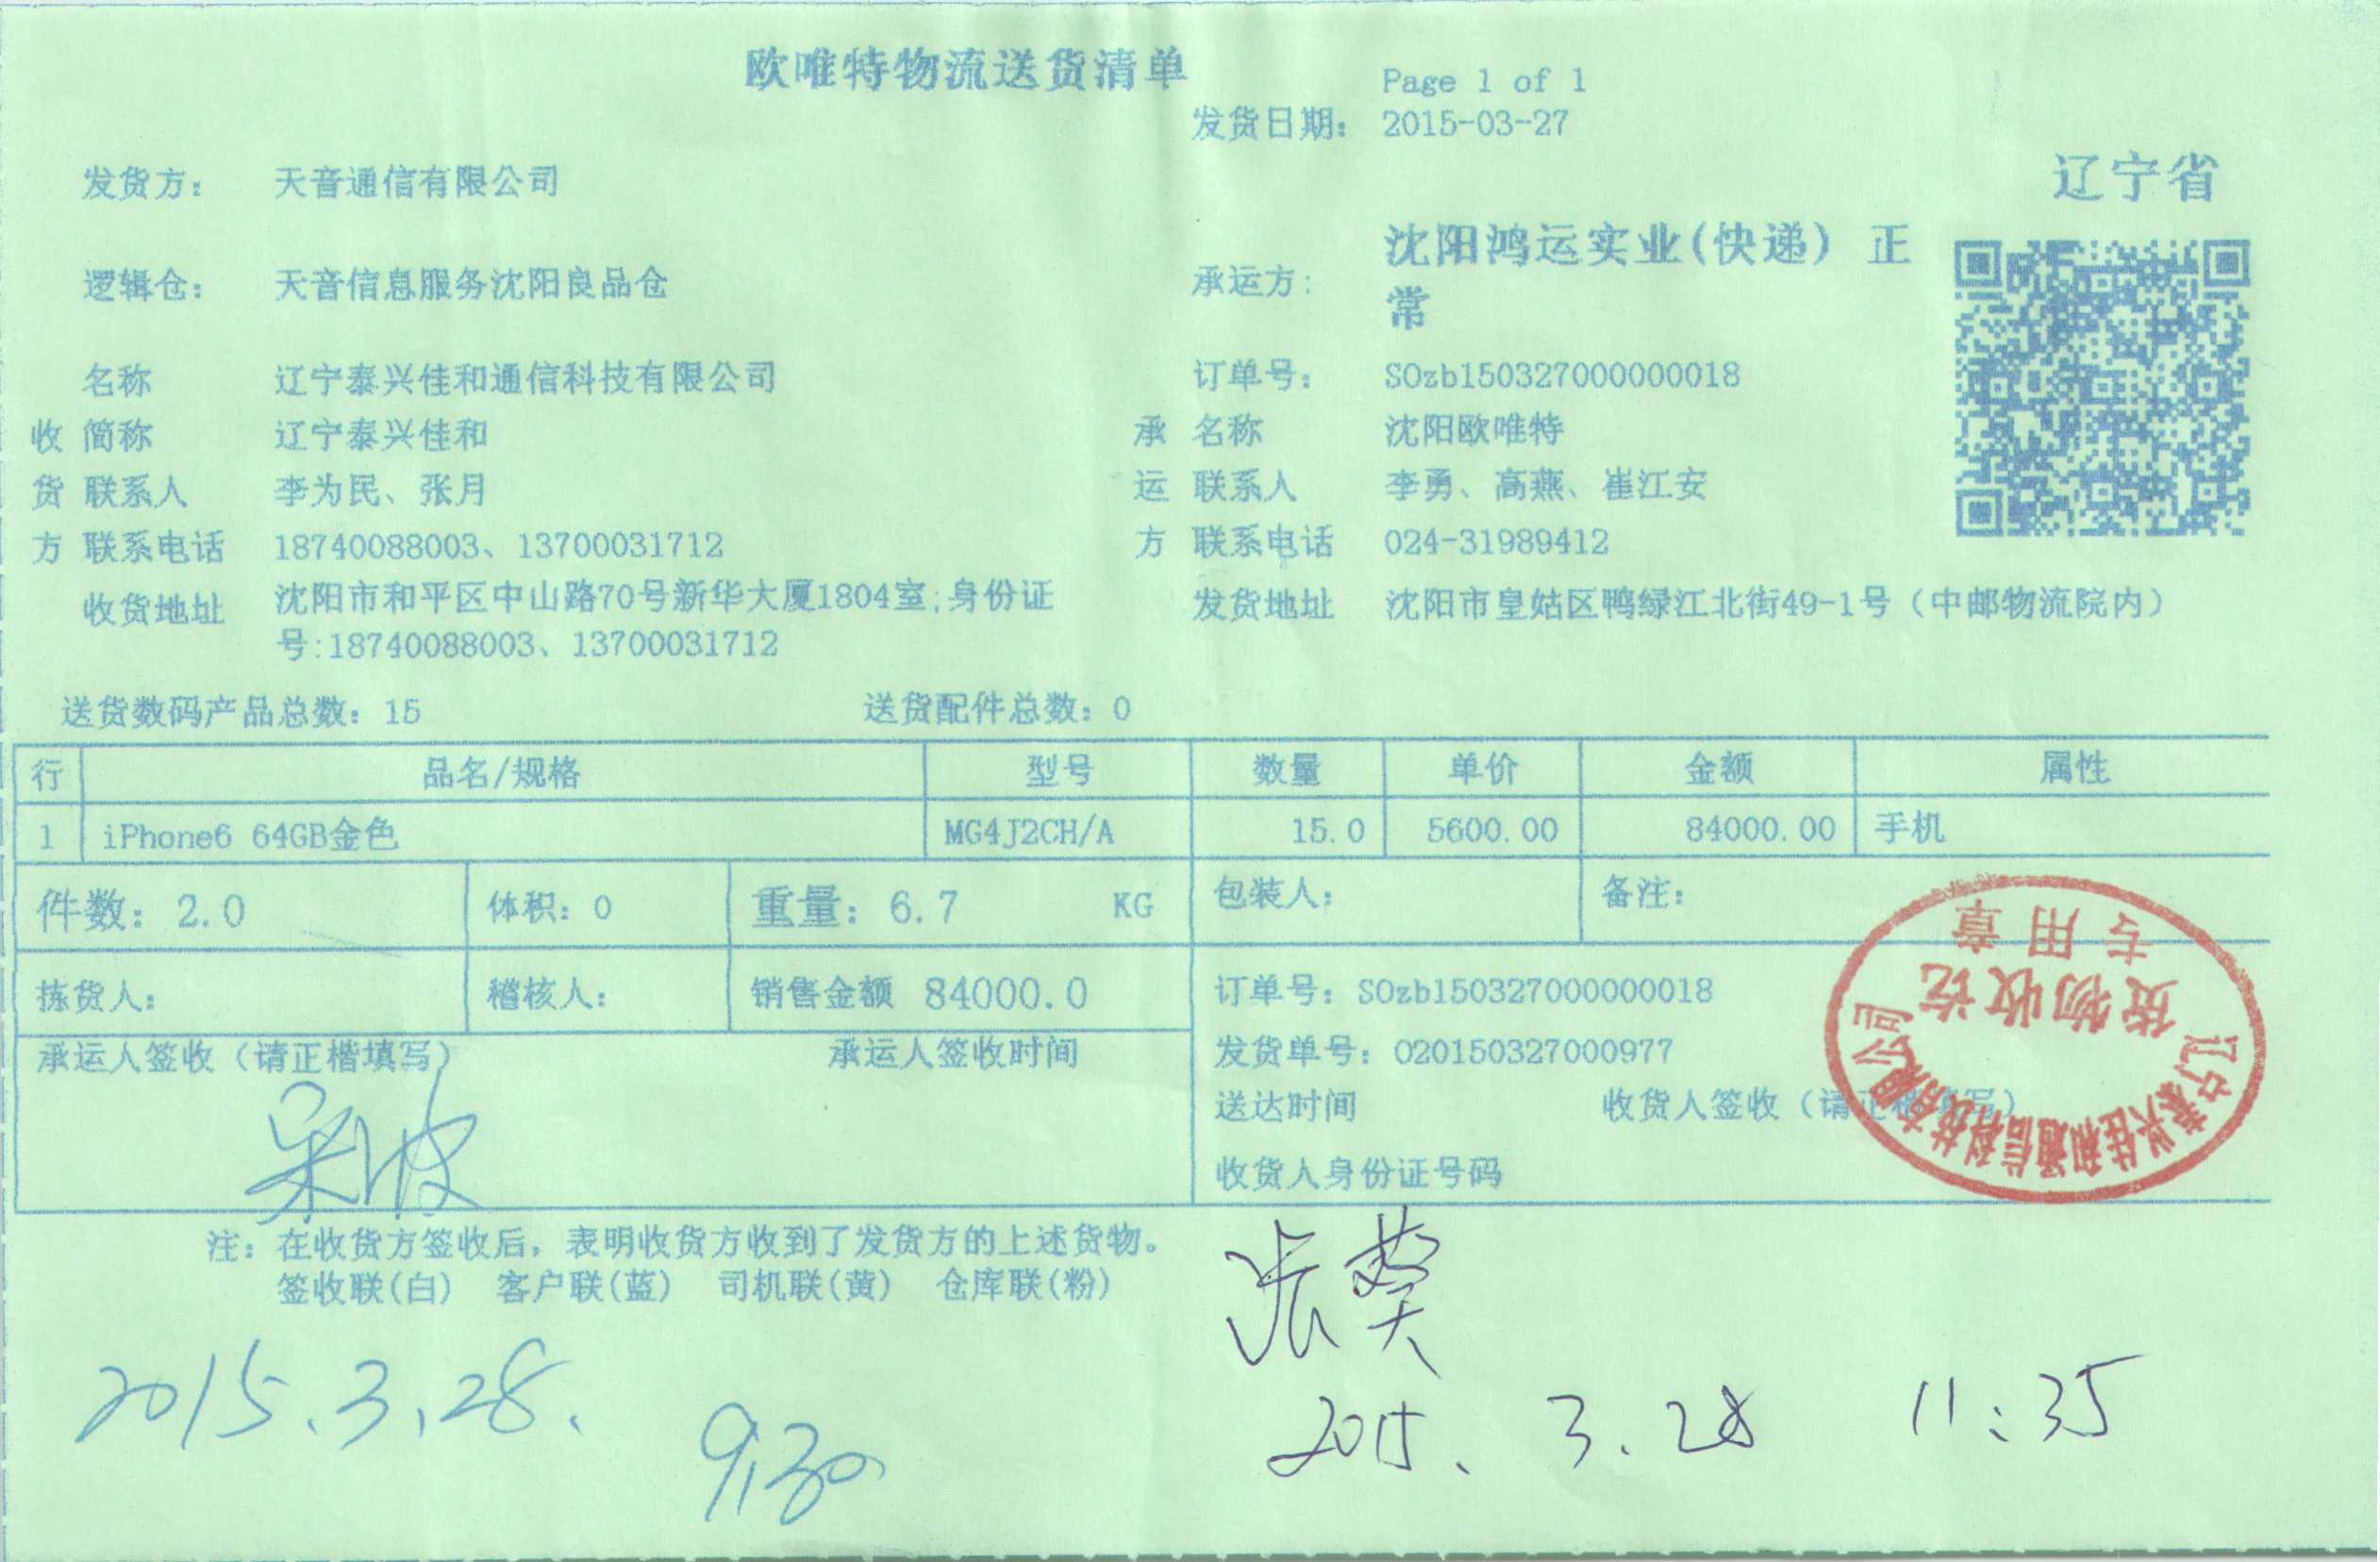 欧唯特物流送货清单
Page 1 of 1
发货日期: 2015-03-27
辽宁省
发货方: 天音通信有限公司
逻辑仓: 天音信息服务沈阳良品仓
承运方: 沈阳鸿运实业(快递) 正常
名称 辽宁泰兴佳和通信科技有限公司
订单号: SOzb150327000000018
收 简称 辽宁泰兴佳和
承 名称 沈阳欧唯特
货 联系人 李为民、张月
运 联系人 李勇、高燕、崔江安
方 联系电话 18740088003、13700031712
方 联系电话 024-31989412
收货地址 沈阳市和平区中山路70号新华大厦1804室;身份证
号:18740088003、13700031712
发货地址 沈阳市皇姑区鸭绿江北街49-1号（中邮物流院内）
送货数码产品总数: 15 送货配件总数: 0
行 品名/规格 型号 数量 单价 金额 属性
1 iPhone6 64GB金色 MG4J2CH/A 15.0 5600.00 84000.00 手机
件数: 2.0 体积: 0 重量: 6.7 KG 包装人: 备注:
拣货人: 稽核人: 销售金额 84000.0
订单号: SOzb150327000000018
承运人签收（请正楷填写） 承运人签收时间
发货单号: O20150327000977
送达时间 收货人签收（请正楷填写）
收货人身份证号码
辽宁泰兴佳和通信科技有限公司
货物收讫
专用章
注: 在收货方签收后，表明收货方收到了发货方的上述货物。
签收联(白) 客户联(蓝) 司机联(黄) 仓库联(粉)
2015.3.28.
9:30
2015. 3.28 11:35